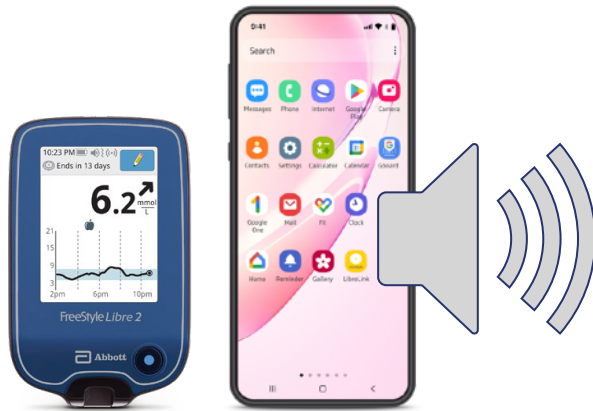 10:23 PM
Ends in 13 days
6.2 mmol
L
21
15
9
3
2pm 6pm 10pm
FreeStyle Libre 2
Abbott
9:41
Search
Messages Phone Internet Google Play Camera
Contacts Settings Calculator Calendar
Google One Mail Fit Clock
Home Reminder Gallery LibreLink